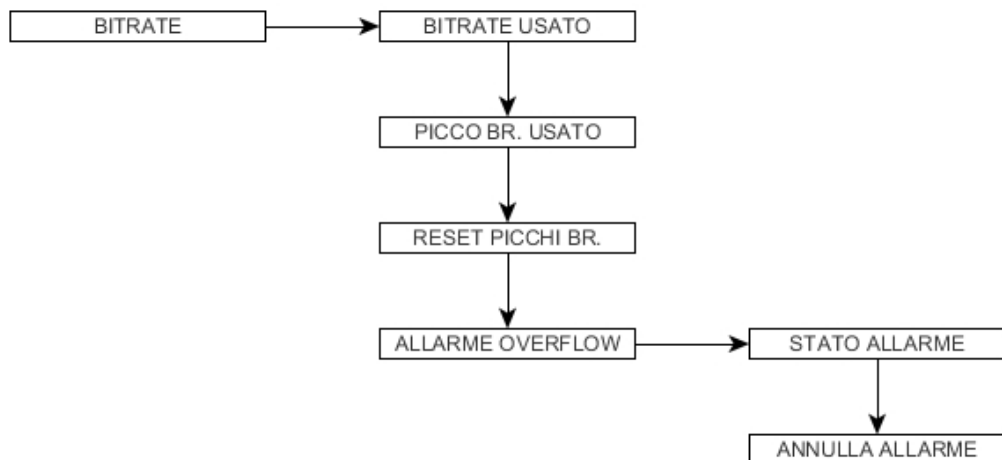 BITRATE
BITRATE USATO
PICCO BR. USATO
RESET PICCHI BR.
ALLARME OVERFLOW
STATO ALLARME
ANNULLA ALLARME